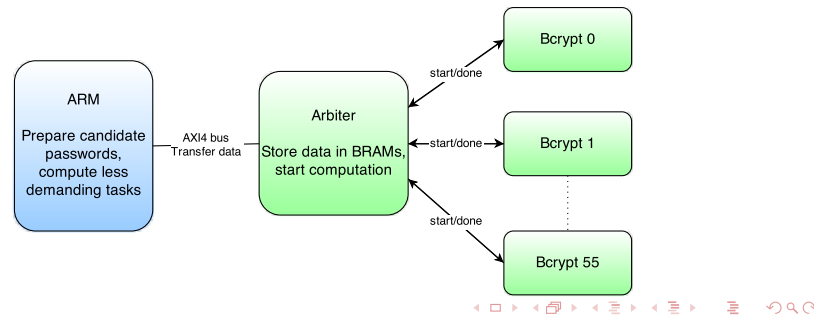 ARM
Prepare candidate
passwords,
compute less
demanding tasks
AXI4 bus
Transfer data
Arbiter
Store data in BRAMs,
start computation
start/done
start/done
start/done
Bcrypt 0
Bcrypt 1
Bcrypt 55